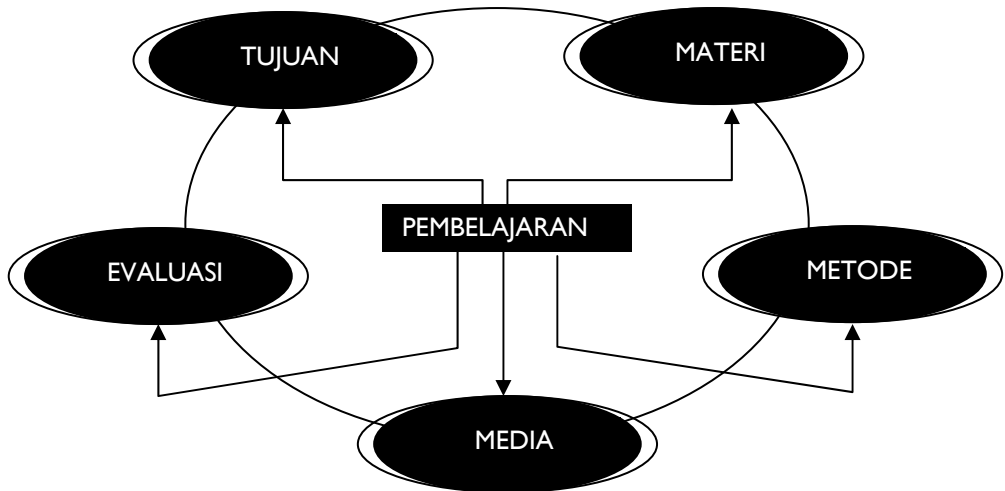 TUJUAN
MATERI
PEMBELAJARAN
EVALUASI
METODE
MEDIA